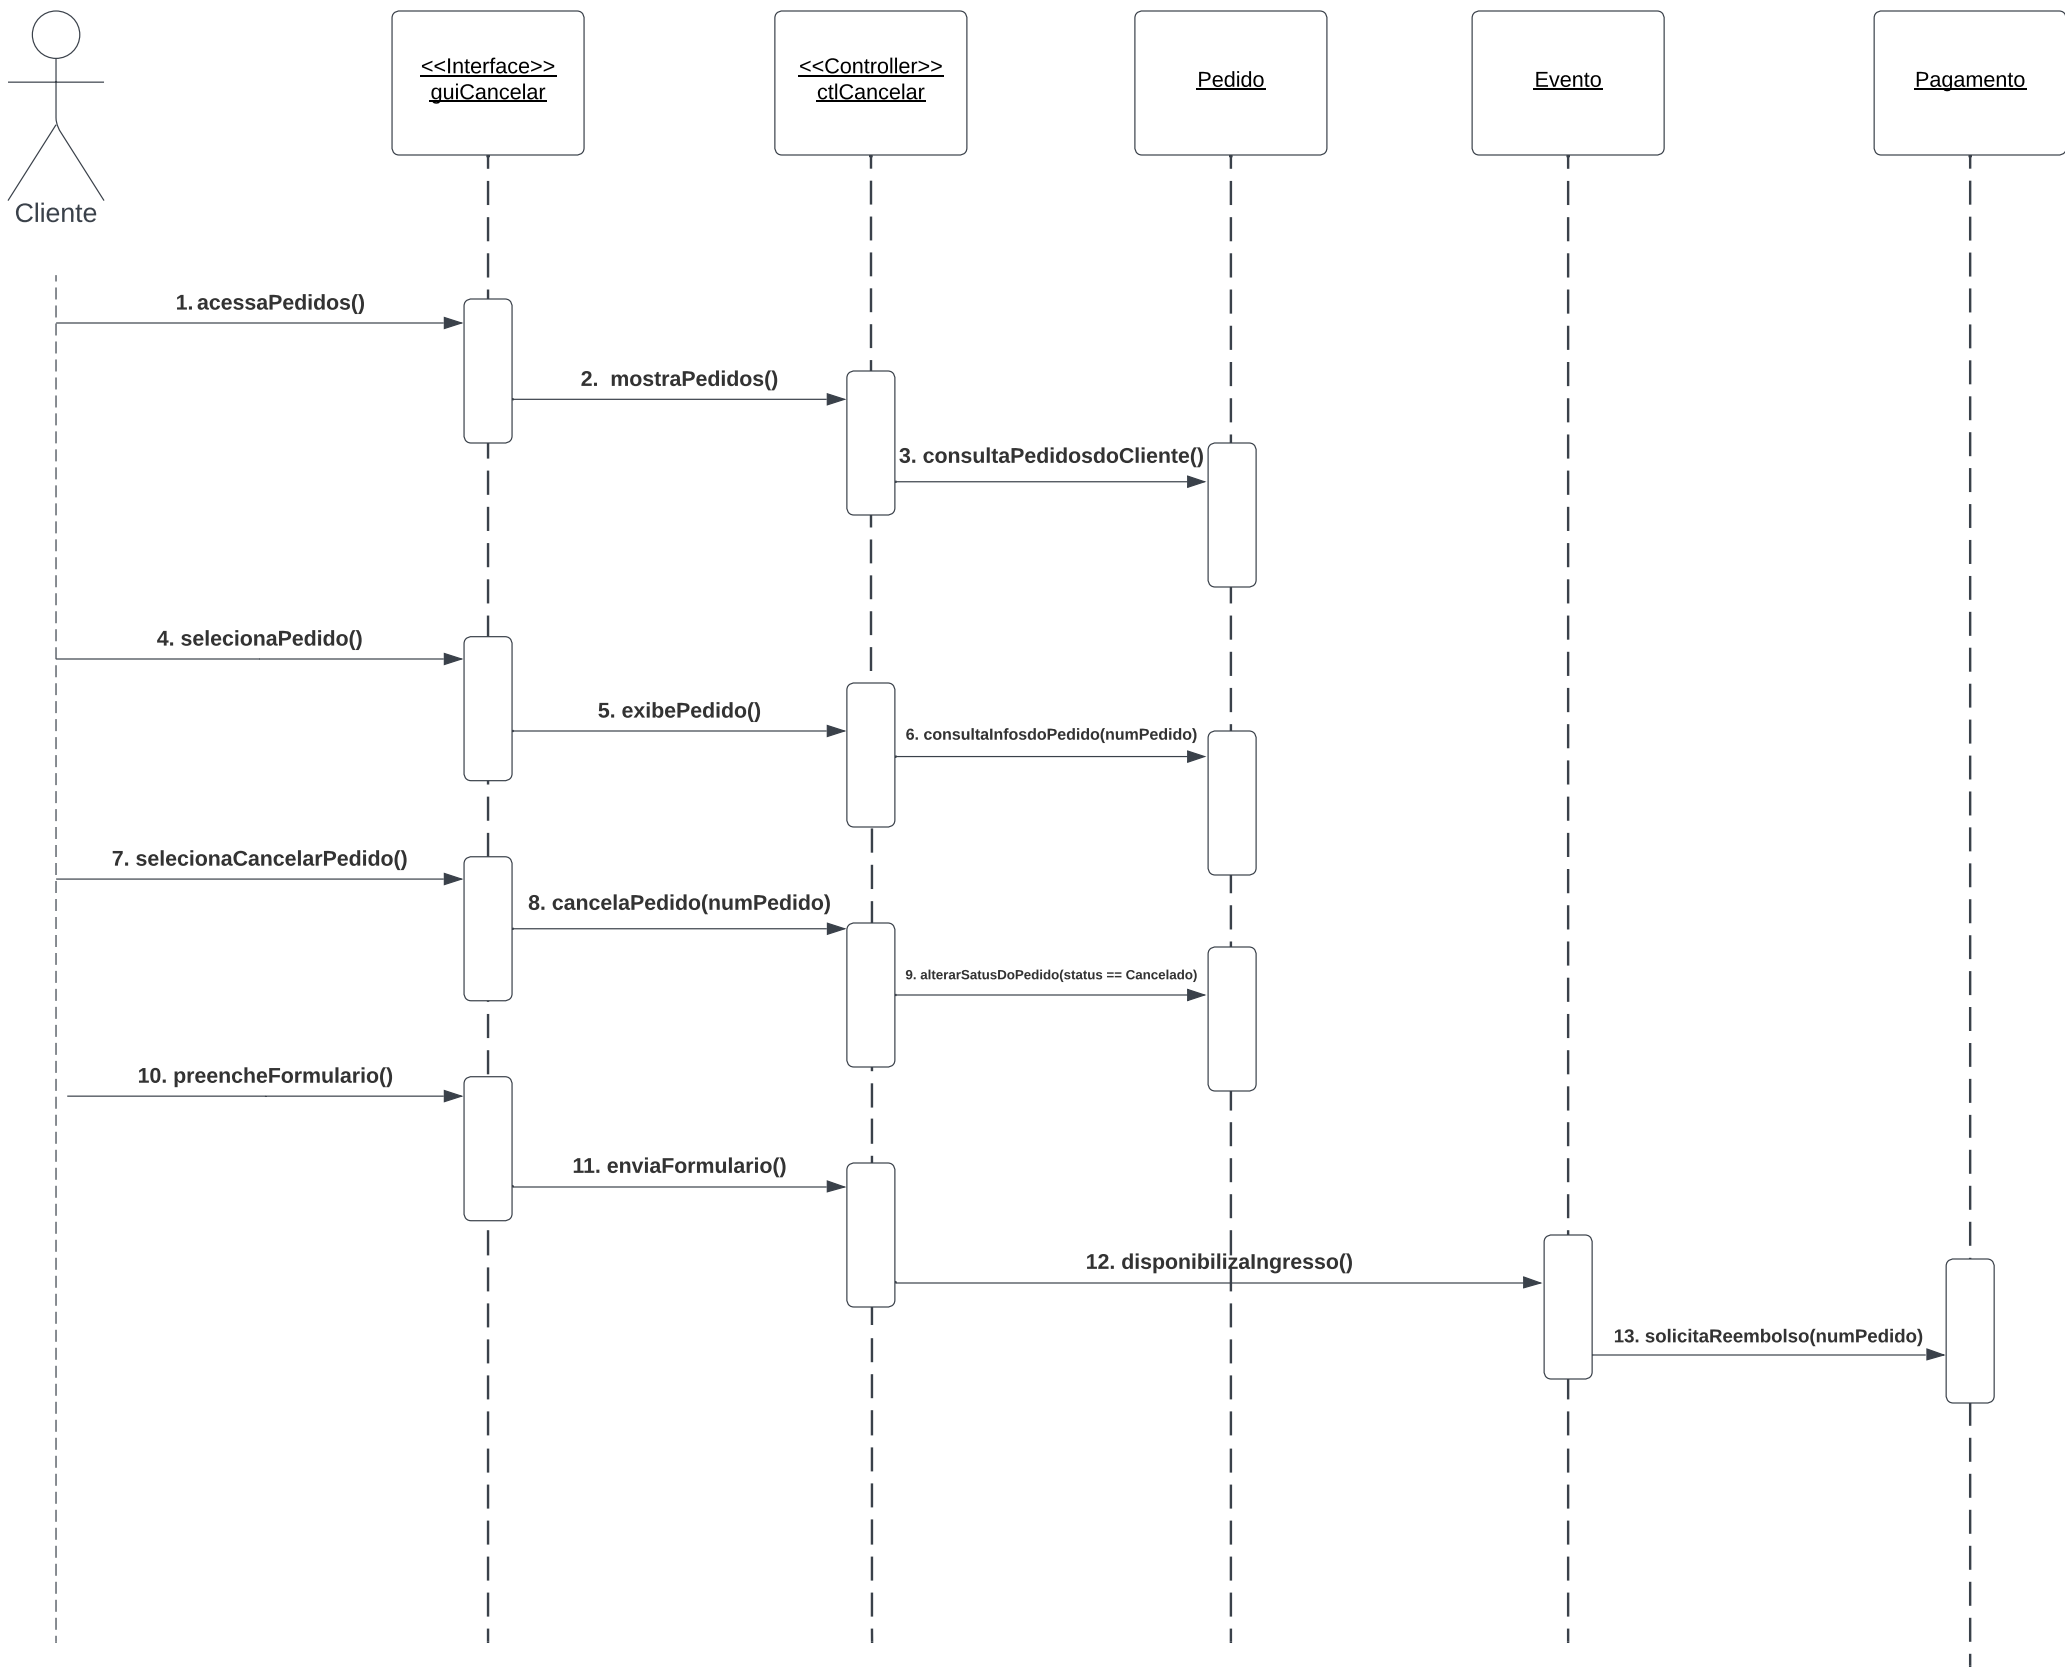 <<Interface>>
guiCancelar
<<Controller>>
ctlCancelar
Pedido
Evento
Pagamento
Cliente
1. acessaPedidos()
2.  mostraPedidos()
3. consultaPedidosdoCliente()
4. selecionaPedido()
5. exibePedido()
6. consultaInfosdoPedido(numPedido)
7. selecionaCancelarPedido()
8. cancelaPedido(numPedido)
9. alterarSatusDoPedido(status == Cancelado)
10. preencheFormulario()
11. enviaFormulario()
12. disponibilizaIngresso()
13. solicitaReembolso(numPedido)